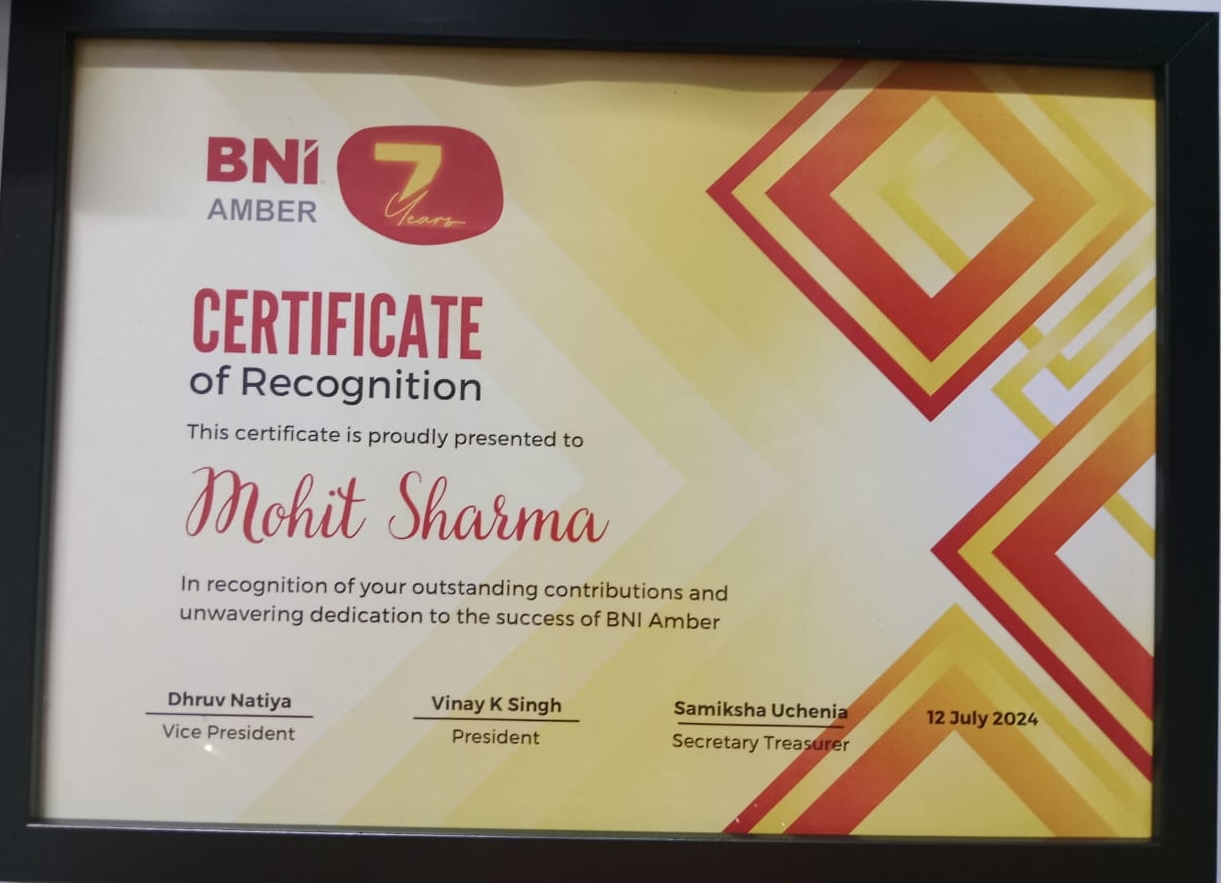 BNI
AMBER
7
Years
CERTIFICATE
of Recognition
This certificate is proudly presented to
Mohit Sharma
In recognition of your outstanding contributions and
unwavering dedication to the success of BNI Amber
Dhruv Natiya
Vice President
Vinay K Singh
President
Samiksha Uchenia
Secretary Treasurer
12 July 2024